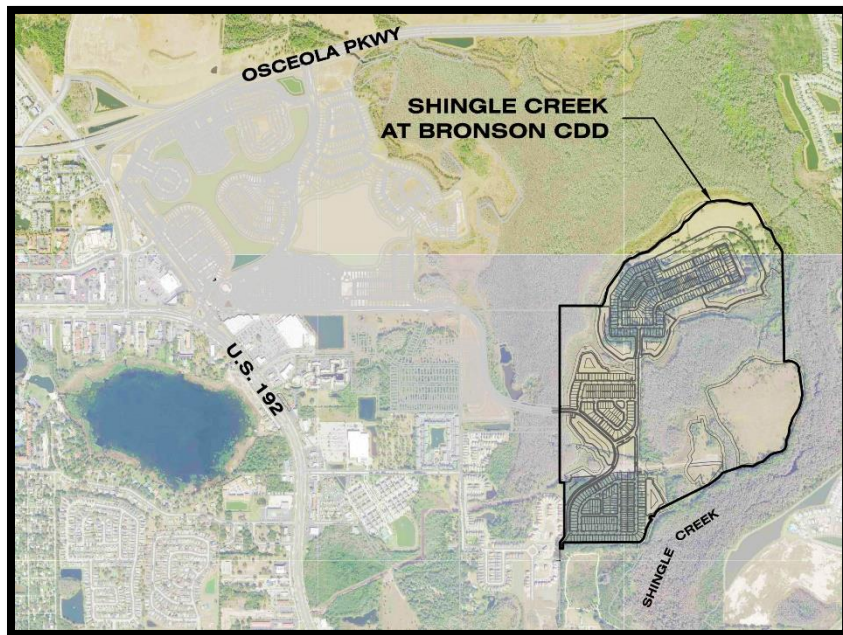 OSCEOLA PKWY
SHINGLE CREEK
AT BRONSON CDD
U.S. 192
SHINGLE CREEK